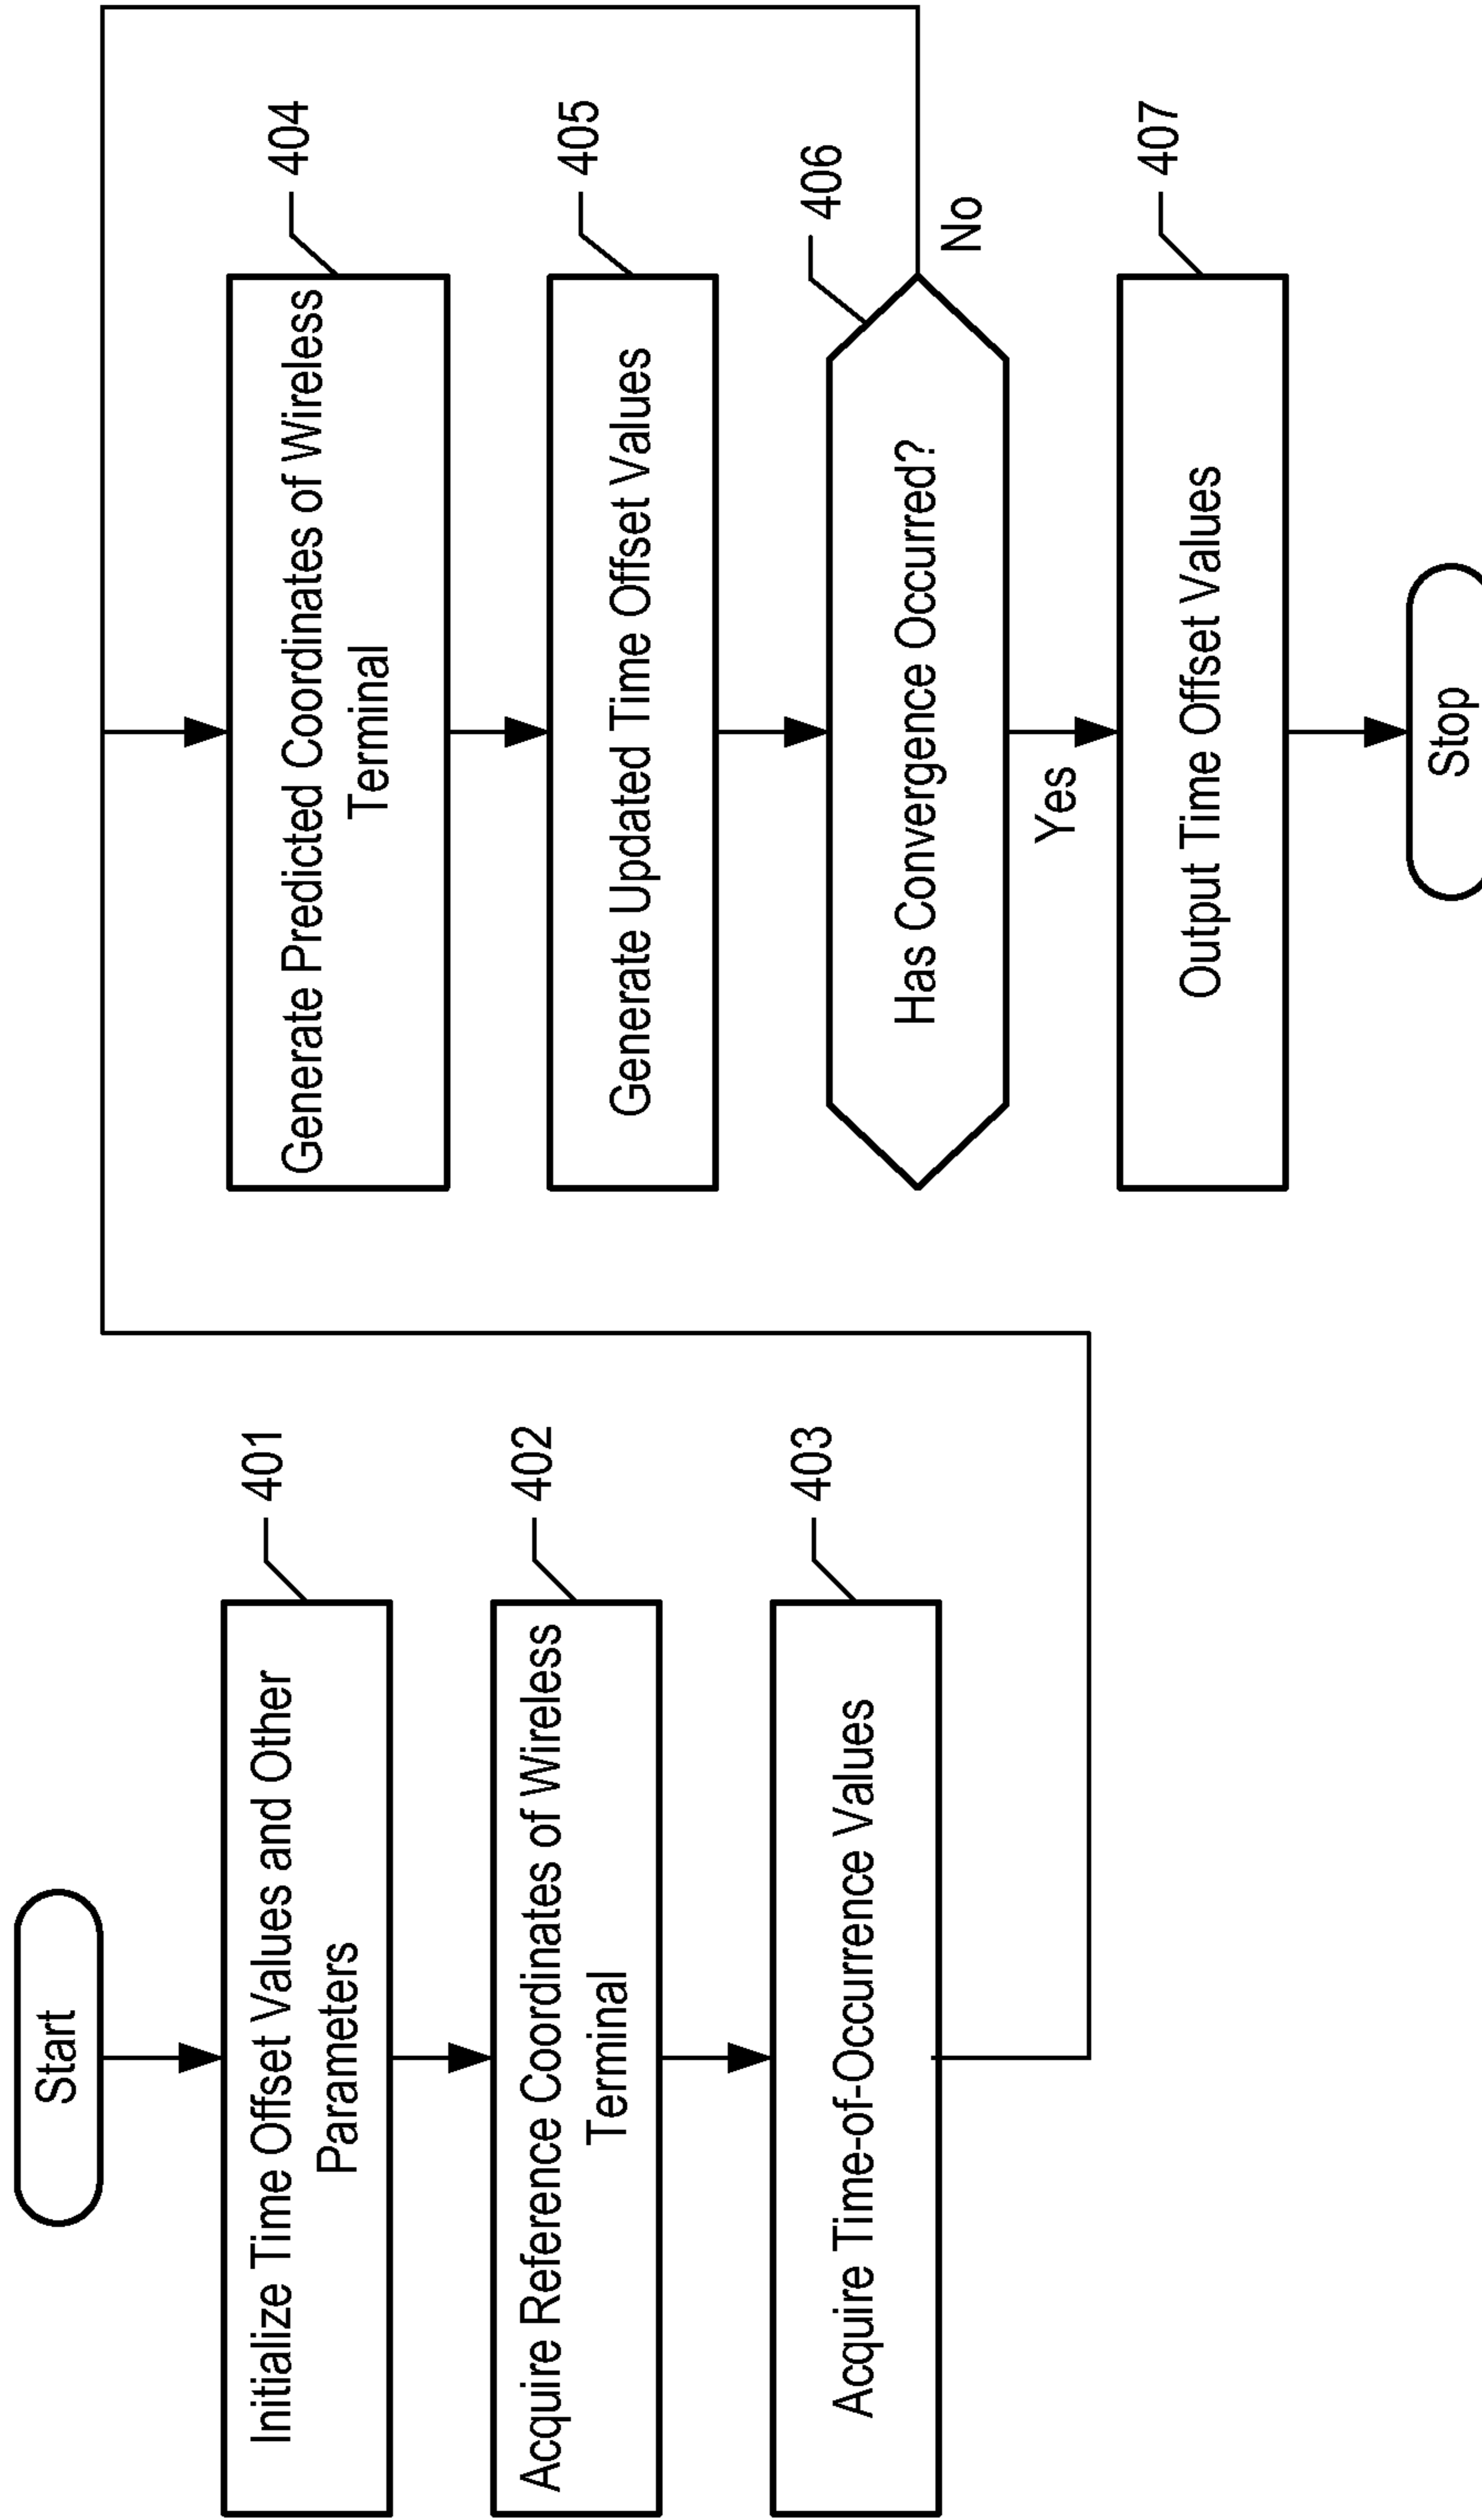 Start
Initialize Time Offset Values and Other
Parameters
401
Acquire Reference Coordinates of Wireless
Terminal
402
Acquire Time-of-Occurrence Values
403
Generate Predicted Coordinates of Wireless
Terminal
404
Generate Updated Time Offset Values
405
Has Convergence Occurred?
406
No
Yes
Output Time Offset Values
407
Stop